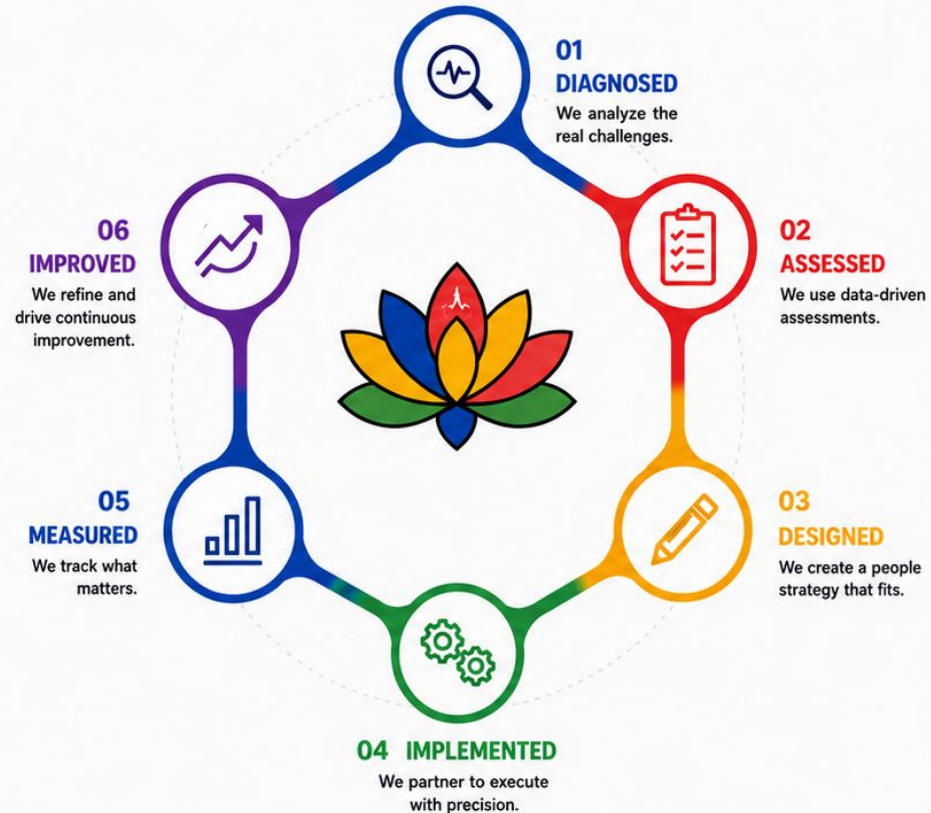 01
DIAGNOSED
We analyze the
real challenges.
02
ASSESSED
We use data-driven
assessments.
03
DESIGNED
We create a people
strategy that fits.
04 IMPLEMENTED
We partner to execute
with precision.
05
MEASURED
We track what
matters.
06
IMPROVED
We refine and
drive continuous
improvement.